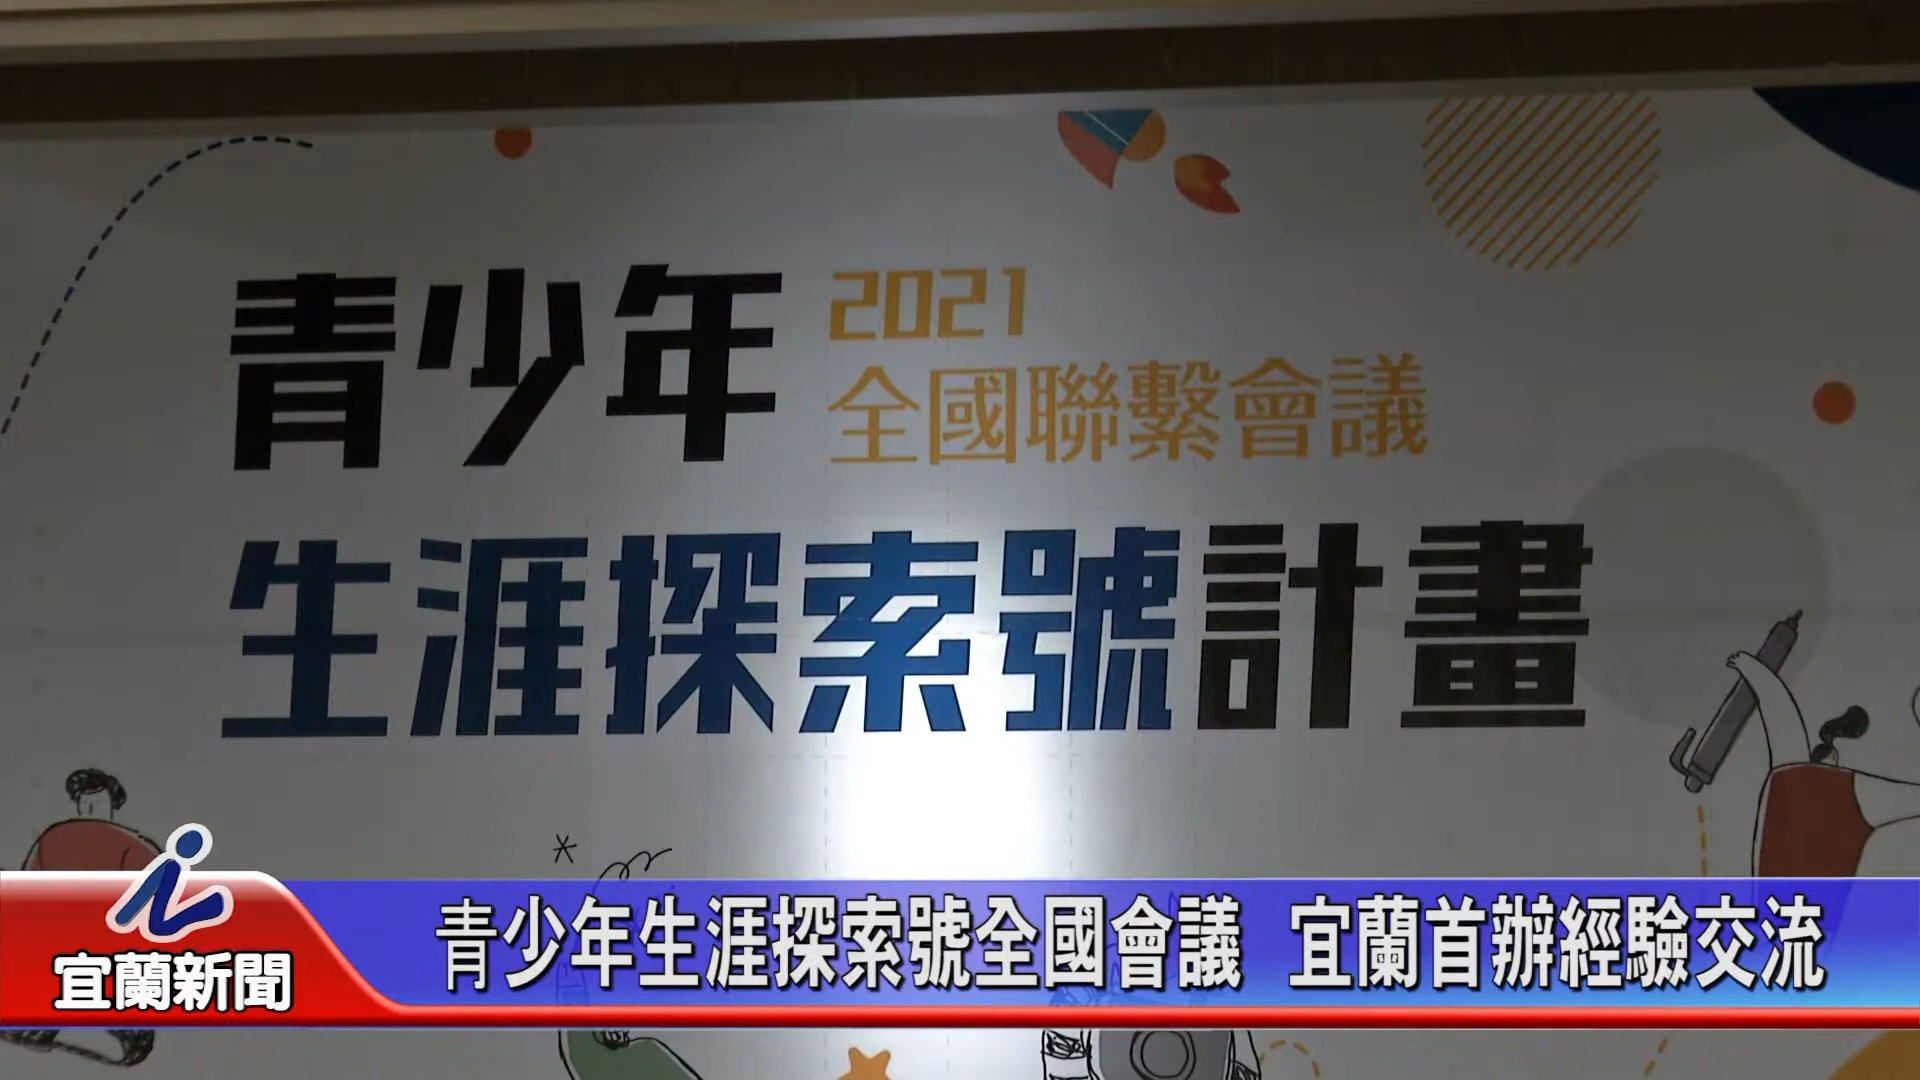 青少年
2021
全國聯繫會議
生涯探索號計畫
青少年生涯探索號全國會議 宜蘭首辦經驗交流
宜蘭新聞